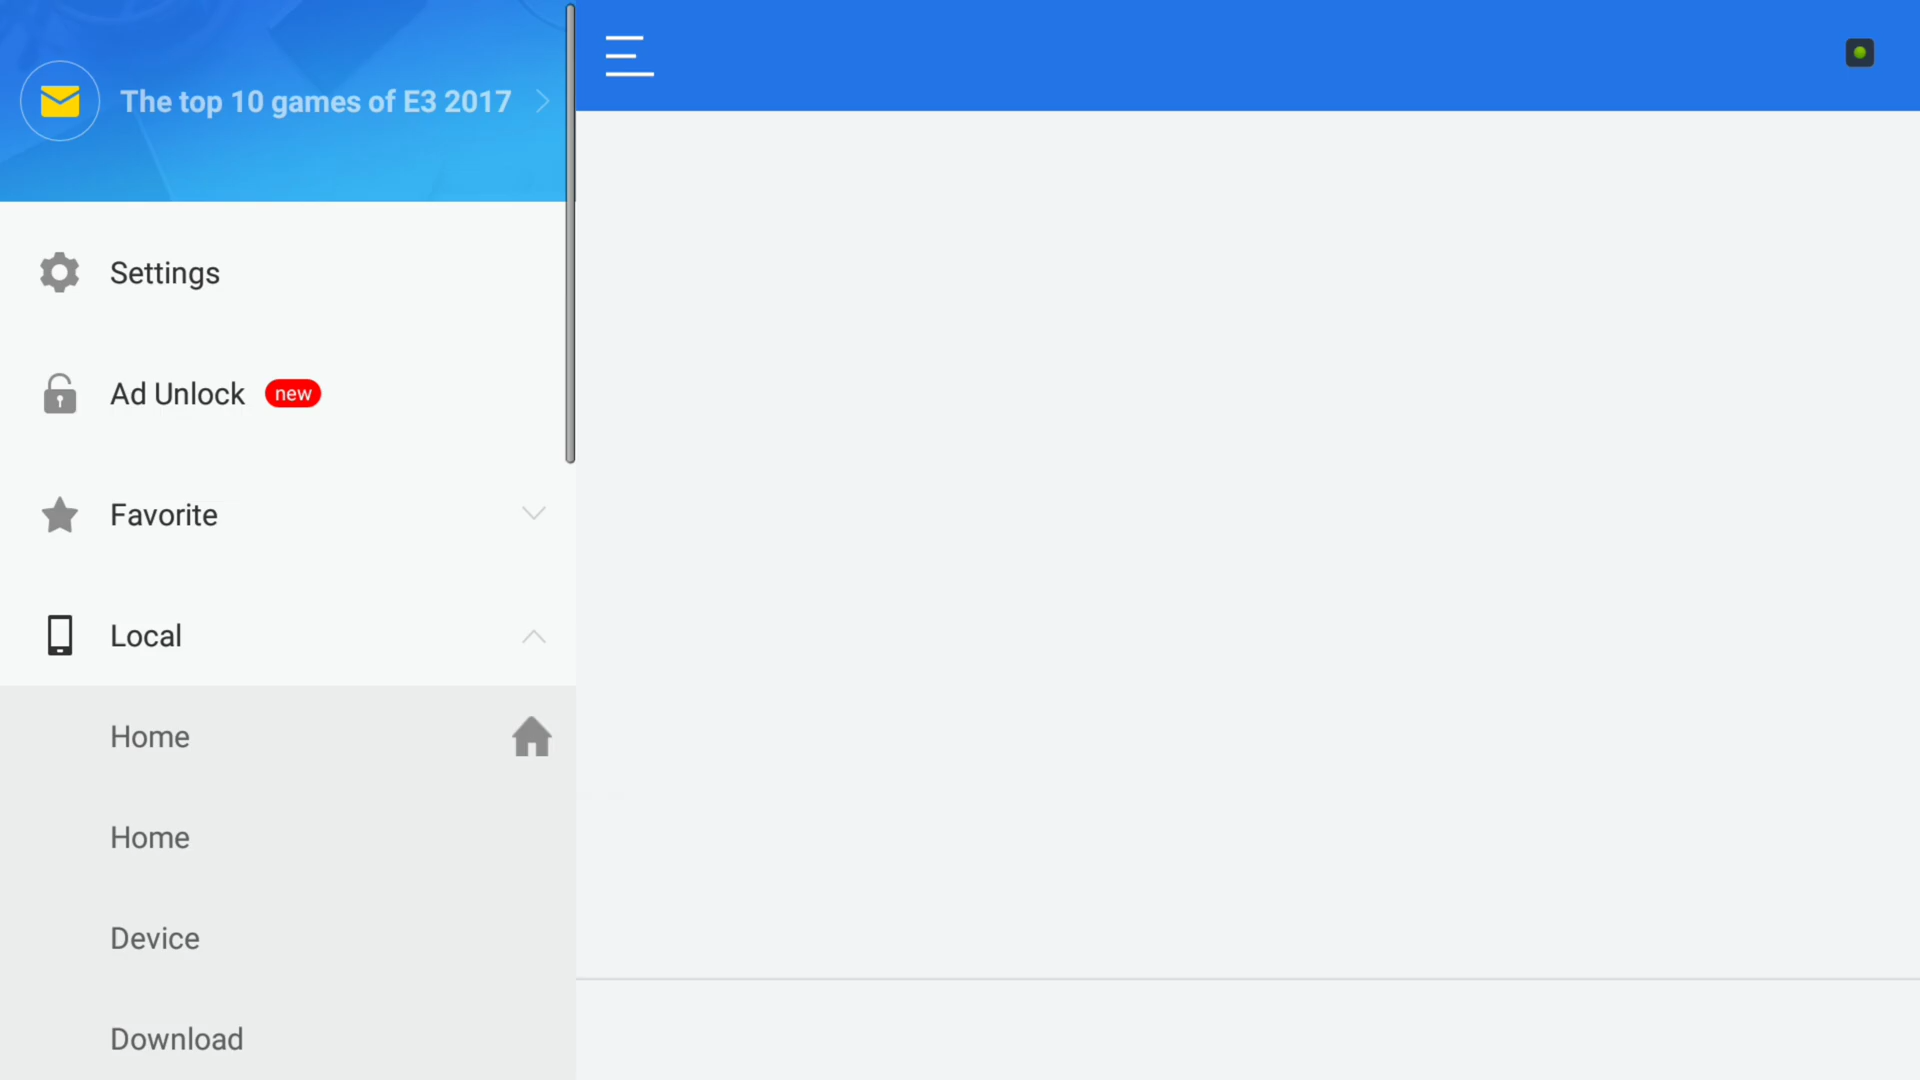 The top 10 games of E3 2017
Settings
Ad Unlock new
Favorite
Local
Home
Home
Device
Download